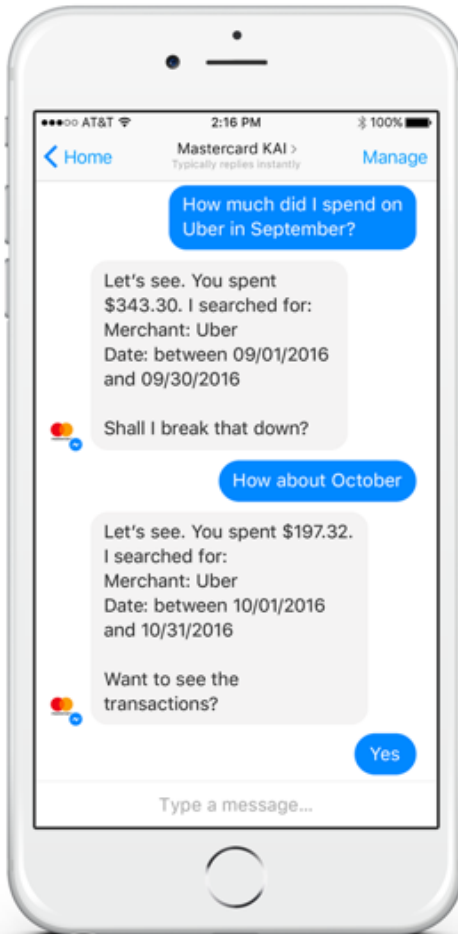 AT&T 2:16 PM 100%
Home Mastercard KAI > Manage
Typically replies instantly
How much did I spend on
Uber in September?
Let's see. You spent
$343.30. I searched for:
Merchant: Uber
Date: between 09/01/2016
and 09/30/2016
Shall I break that down?
How about October
Let's see. You spent $197.32.
I searched for:
Merchant: Uber
Date: between 10/01/2016
and 10/31/2016
Want to see the
transactions?
Yes
Type a message...